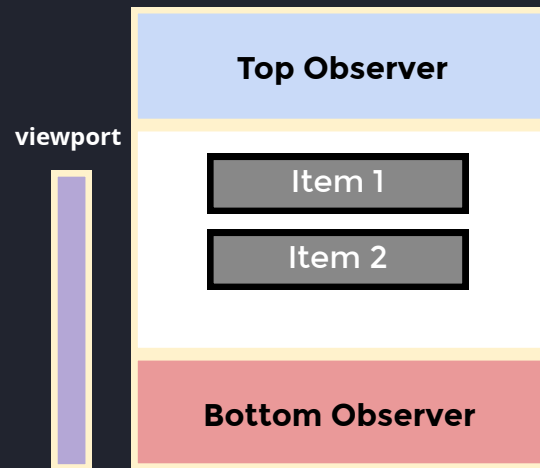 Top Observer
viewport
Item 1
Item 2
Bottom Observer